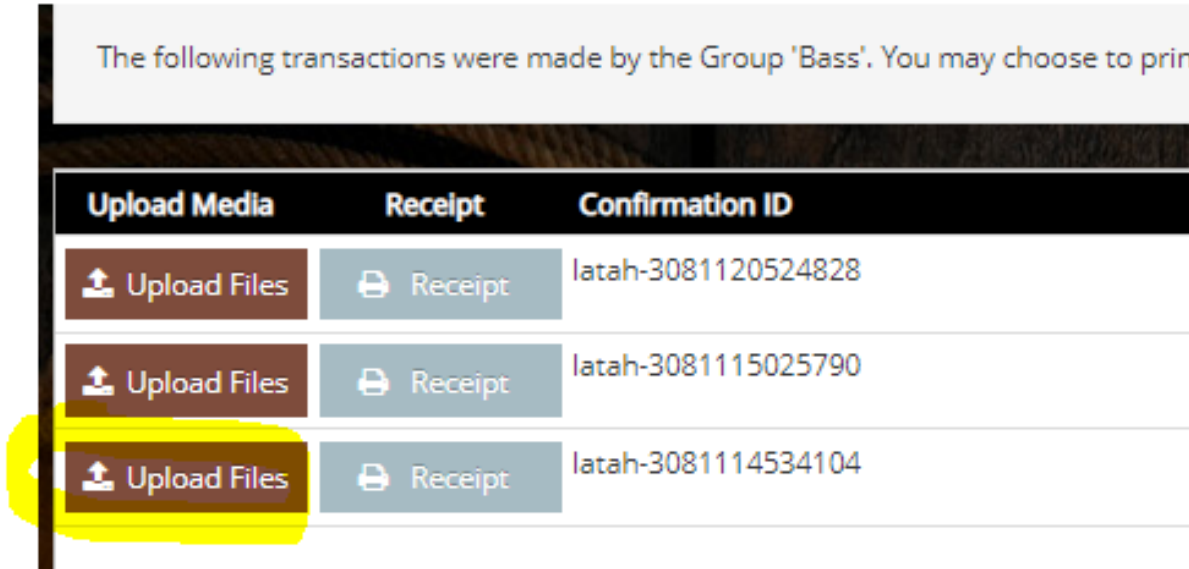 The following transactions were made by the Group 'Bass'. You may choose to
Upload Media Receipt Confirmation ID
Upload Files Receipt latah-3081120524828
Upload Files Receipt latah-3081115025790
Upload Files Receipt latah-3081114534104